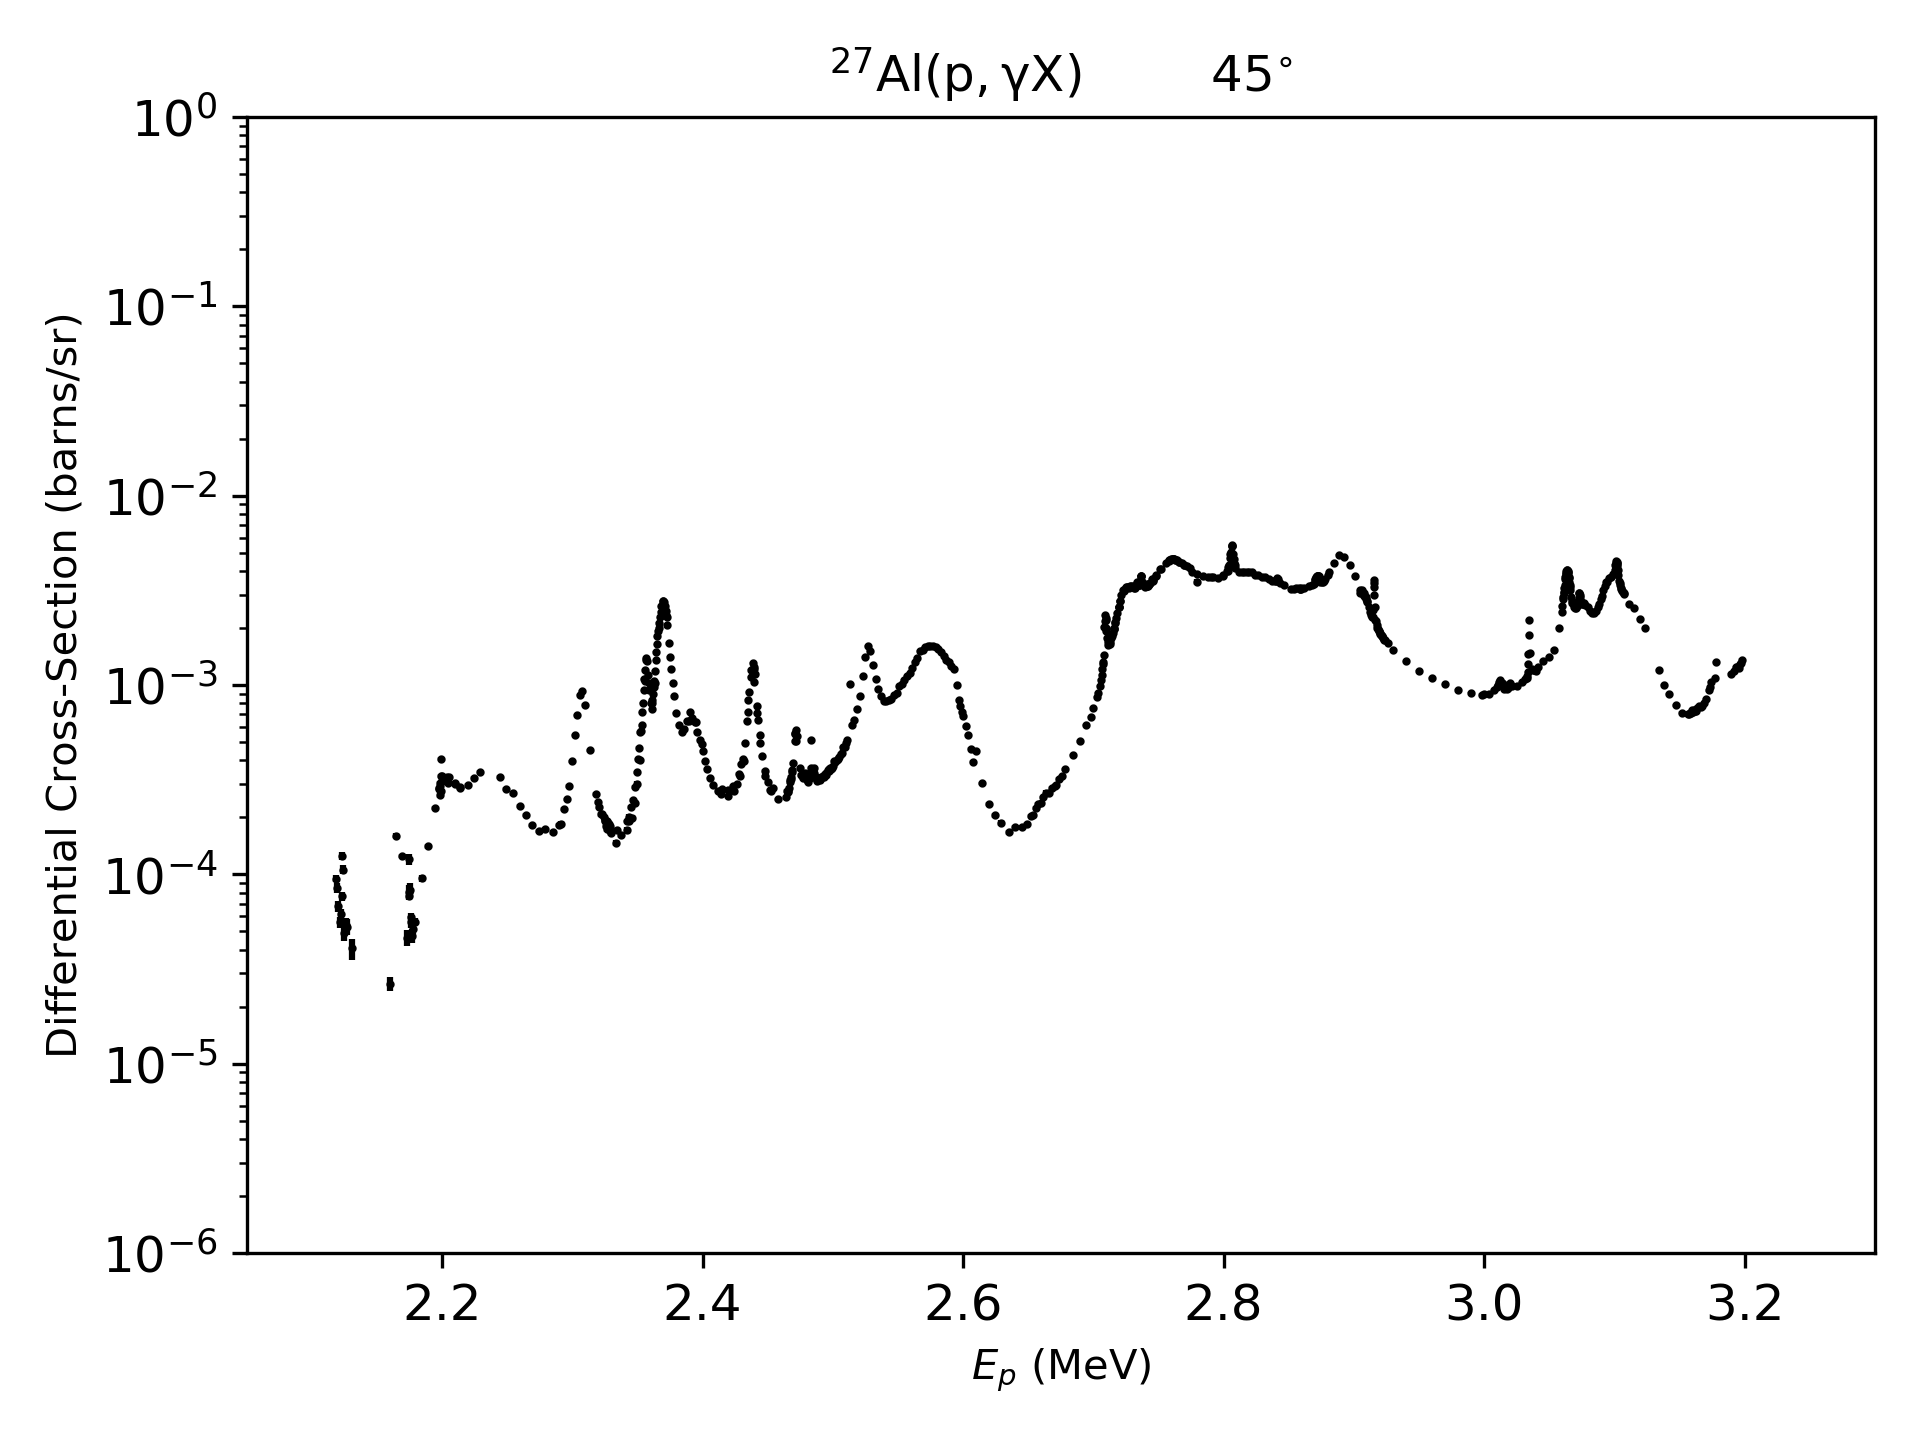 ²⁷Al(p, γX) 45°
10⁰
10⁻¹
10⁻²
10⁻³
10⁻⁴
10⁻⁵
10⁻⁶
Differential Cross-Section (barns/sr)
2.2 2.4 2.6 2.8 3.0 3.2
Eₚ (MeV)